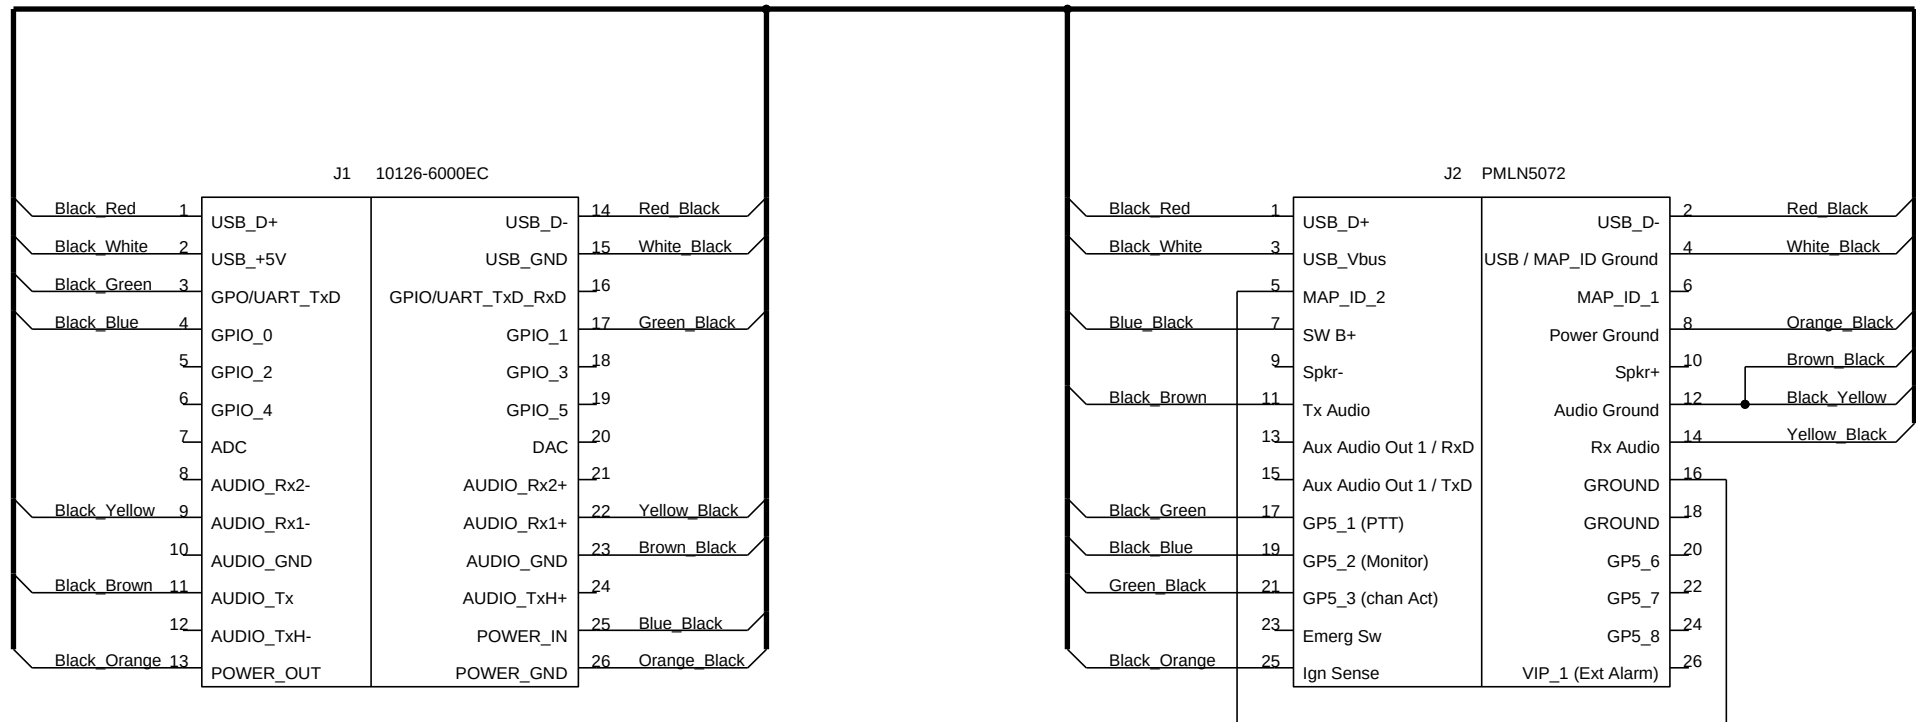 J1 10126-6000EC
Black_Red 1 USB_D+ USB_D- 14 Red_Black
Black_White 2 USB_+5V USB_GND 15 White_Black
Black_Green 3 GPO/UART_TxD GPIO/UART_TxD_RxD 16
Black_Blue 4 GPIO_0 GPIO_1 17 Green_Black
5 GPIO_2 GPIO_3 18
6 GPIO_4 GPIO_5 19
7 ADC DAC 20
8 AUDIO_Rx2- AUDIO_Rx2+ 21
Black_Yellow 9 AUDIO_Rx1- AUDIO_Rx1+ 22 Yellow_Black
10 AUDIO_GND AUDIO_GND 23 Brown_Black
Black_Brown 11 AUDIO_Tx AUDIO_TxH+ 24
12 AUDIO_TxH- POWER_IN 25 Blue_Black
Black_Orange 13 POWER_OUT POWER_GND 26 Orange_Black
J2 PMLN5072
Black_Red 1 USB_D+ USB_D- 2 Red_Black
Black_White 3 USB_Vbus USB / MAP_ID Ground 4 White_Black
5 MAP_ID_2 MAP_ID_1 6
Blue_Black 7 SW B+ Power Ground 8 Orange_Black
9 Spkr- Spkr+ 10 Brown_Black
Black_Brown 11 Tx Audio Audio Ground 12 Black_Yellow
13 Aux Audio Out 1 / RxD Rx Audio 14 Yellow_Black
15 Aux Audio Out 1 / TxD GROUND 16
Black_Green 17 GP5_1 (PTT) GROUND 18
Black_Blue 19 GP5_2 (Monitor) GP5_6 20
Green_Black 21 GP5_3 (chan Act) GP5_7 22
23 Emerg Sw GP5_8 24
Black_Orange 25 Ign Sense VIP_1 (Ext Alarm) 26